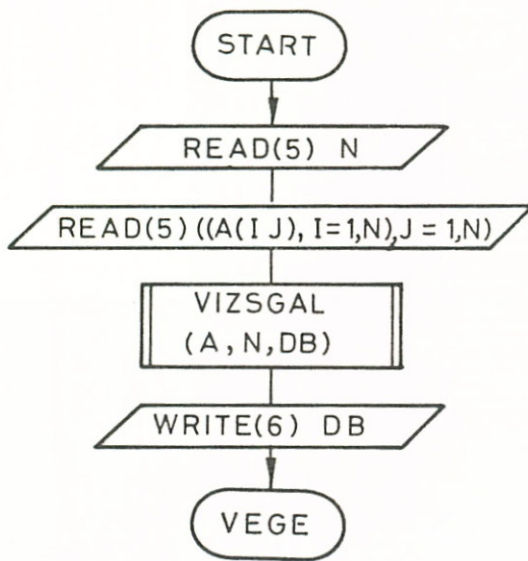 START
READ(5) N
READ(5)((A(I J), I=1,N),J = 1,N)
VIZSGAL
(A, N,DB)
WRITE(6) DB
VEGE